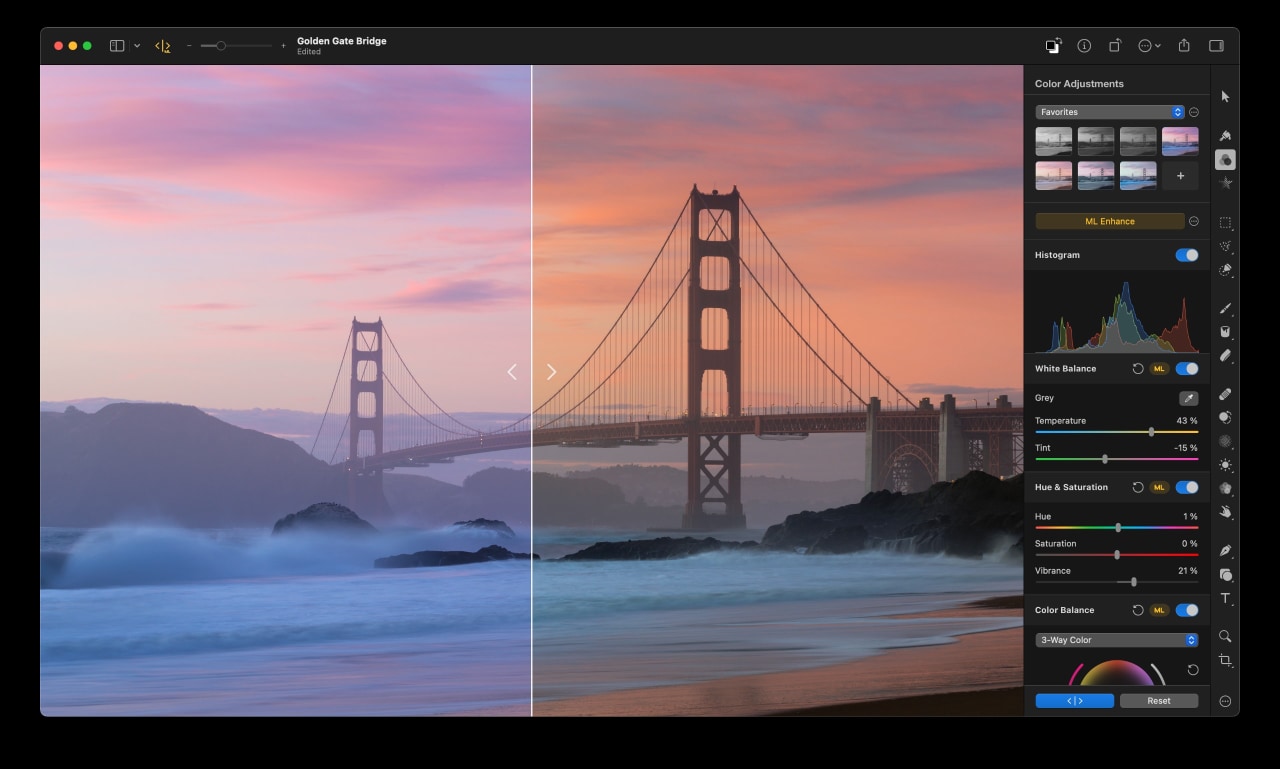 Golden Gate Bridge
Edited
Color Adjustments
Favorites
ML Enhance
Histogram
White Balance ML
Grey
Temperature 43 %
Tint -15 %
Hue & Saturation ML
Hue 1 %
Saturation 0 %
Vibrance 21 %
Color Balance ML
3-Way Color
Reset